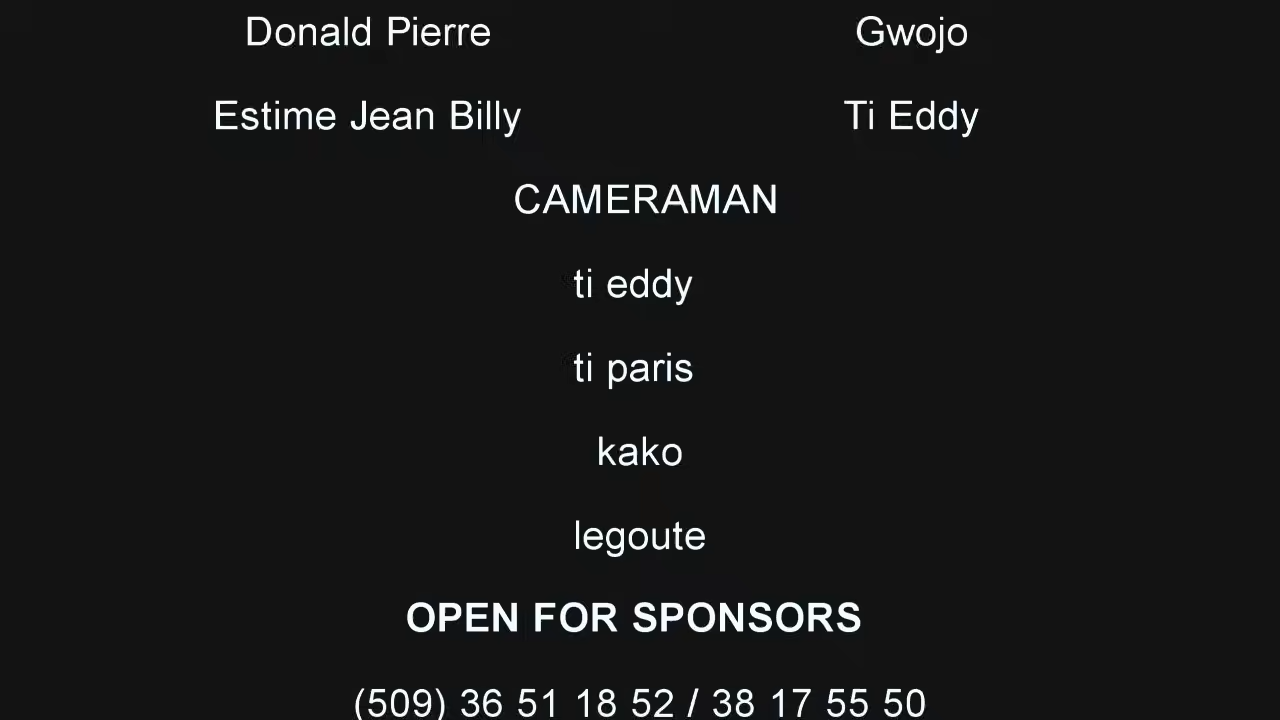 Donald Pierre Gwojo
Estime Jean Billy Ti Eddy
CAMERAMAN
ti eddy
ti paris
kako
legoute
OPEN FOR SPONSORS
(509) 36 51 18 52 / 38 17 55 50